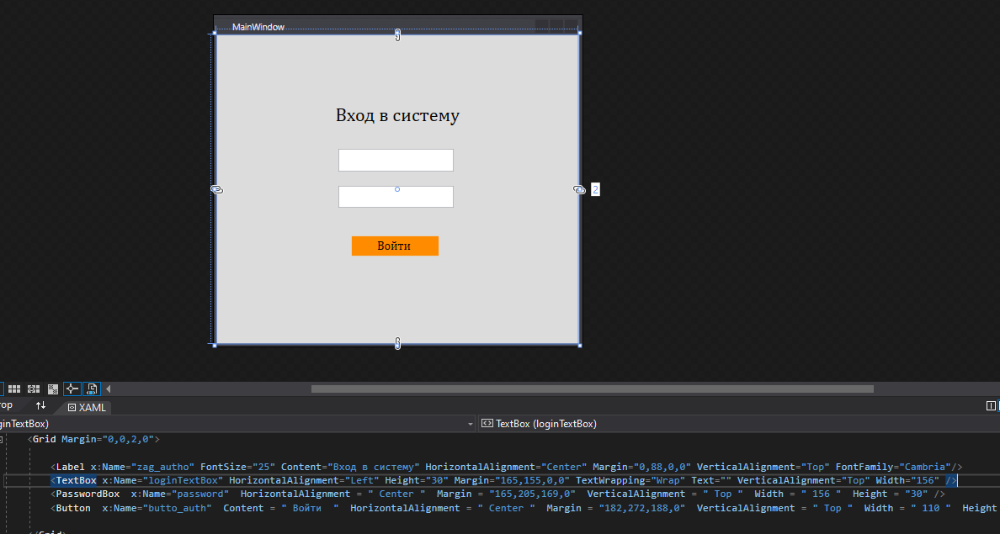 MainWindow
Вход в систему
2
Войти
XAML
ginTextBox)
TextBox (loginTextBox)
<Grid Margin="0,0,2,0">
<Label x:Name="zag_autho" FontSize="25" Content="Вход в систему" HorizontalAlignment="Center" Margin="0,88,0,0" VerticalAlignment="Top" FontFamily="Cambria"/>
<TextBox x:Name="loginTextBox" HorizontalAlignment="Left" Height="30" Margin="165,155,0,0" TextWrapping="Wrap" Text="" VerticalAlignment="Top" Width="156" />
<PasswordBox  x:Name="password"  HorizontalAlignment = " Center "  Margin = "165,205,169,0"  VerticalAlignment = " Top "  Width = " 156 "  Height = "30" />
<Button  x:Name="butto_auth"  Content = " Войти  "  HorizontalAlignment = " Center "  Margin = "182,272,188,0"  VerticalAlignment = " Top "  Width = " 110 "  Height